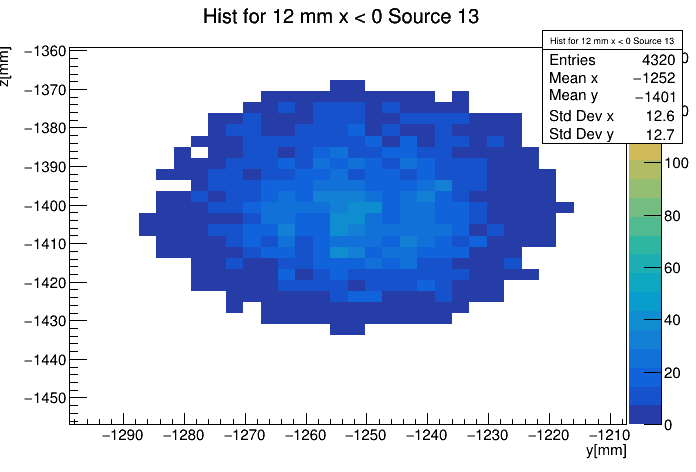 Hist for 12 mm x < 0 Source 13
z[mm]
Hist for 12 mm x < 0 Source 13
Entries 4320
Mean x −1252
Mean y −1401
Std Dev x 12.6
Std Dev y 12.7
−1360
−1370
−1380
−1390
−1400
−1410
−1420
−1430
−1440
−1450
−1290 −1280 −1270 −1260 −1250 −1240 −1230 −1220 −1210
y[mm]
100
80
60
40
20
0